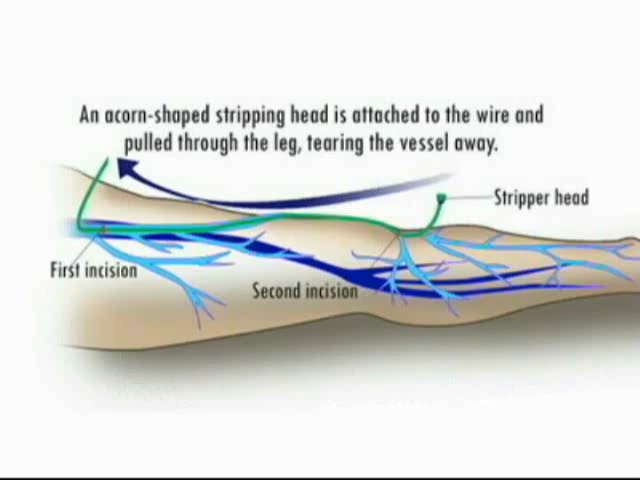 An acorn-shaped stripping head is attached to the wire and
pulled through the leg, tearing the vessel away.
Stripper head
First incision
Second incision